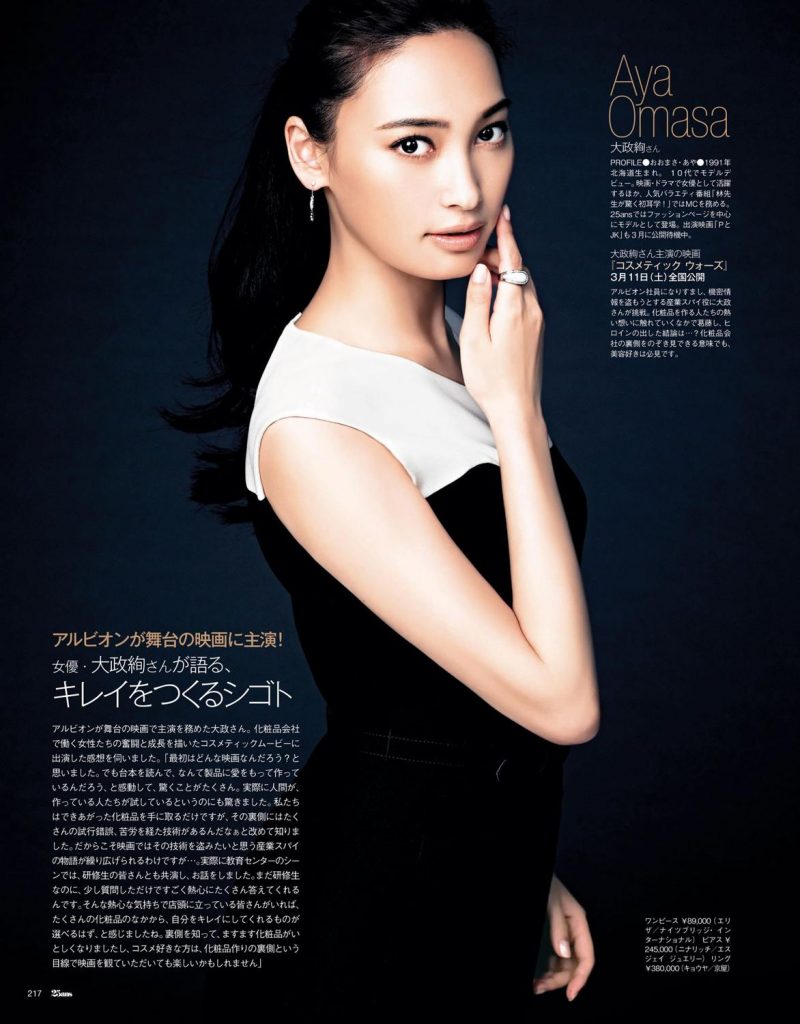 Aya
Omasa
大政絢さん
PROFILE●おおまさ・あや●1991年
北海道生まれ。10代でモデルデ
ビュー。映画・ドラマで女優として活躍
するほか、人気バラエティ番組「林先
生が驚く初耳学!」ではMCを務める。
25ansではファッションページを中心
にモデルとして登場。出演映画「Pと
JK」も3月に公開待機中。
大政絢さん主演の映画
『コスメティック ウォーズ』
3月11日(土)全国公開
アルビオン社員になりすまし、機密情
報を盗もうとする産業スパイ役に大政
さんが挑戦。化粧品を作る人たちの熱
い想いに触れていくなかで葛藤し、ヒ
ロインの出した結論は…?化粧品会
社の裏側をのぞき見できる意味でも、
美容好きは必見です。
アルビオンが舞台の映画に主演!
女優・大政絢さんが語る、
キレイをつくるシゴト
アルビオンが舞台の映画で主演を務めた大政さん。化粧品会社
で働く女性たちの奮闘と成長を描いたコスメティックムービーに
出演した感想を伺いました。「最初はどんな映画なんだろう?と
思いました。でも台本を読んで、なんて製品に愛をもって作って
いるんだろう、と感動して、驚くことがたくさん。実際に人間が、
作っている人たちが試しているというのにも驚きました。私たち
はできあがった化粧品を手に取るだけですが、その裏側にはたく
さんの試行錯誤、苦労を経た技術があるんだなぁと改めて知りま
した。だからこそ映画ではその技術を盗みたいと思う産業スパイ
の物語が繰り広げられるわけですが…。実際に教育センターのシー
ンでは、研修生の皆さんとも共演し、お話をしました。まだ研修生
なのに、少し質問しただけですごく熱心にたくさん答えてくれる
んです。そんな熱心な気持ちで店頭に立っている皆さんがいれば、
たくさんの化粧品のなかから、自分をキレイにしてくれるものが
選べるはず、と感じましたね。裏側を知って、ますます化粧品がい
としくなりましたし、コスメ好きな方は、化粧品作りの裏側という
目線で映画を観ていただいても楽しいかもしれません」
ワンピース ¥89,000(エリ
ザ/ナイツブリッジ・イン
ターナショナル) ピアス ¥
245,000(ニナリッチ/エス
ジェイ ジュエリー) リング
¥380,000(キョウヤ/京屋)
217 25ans